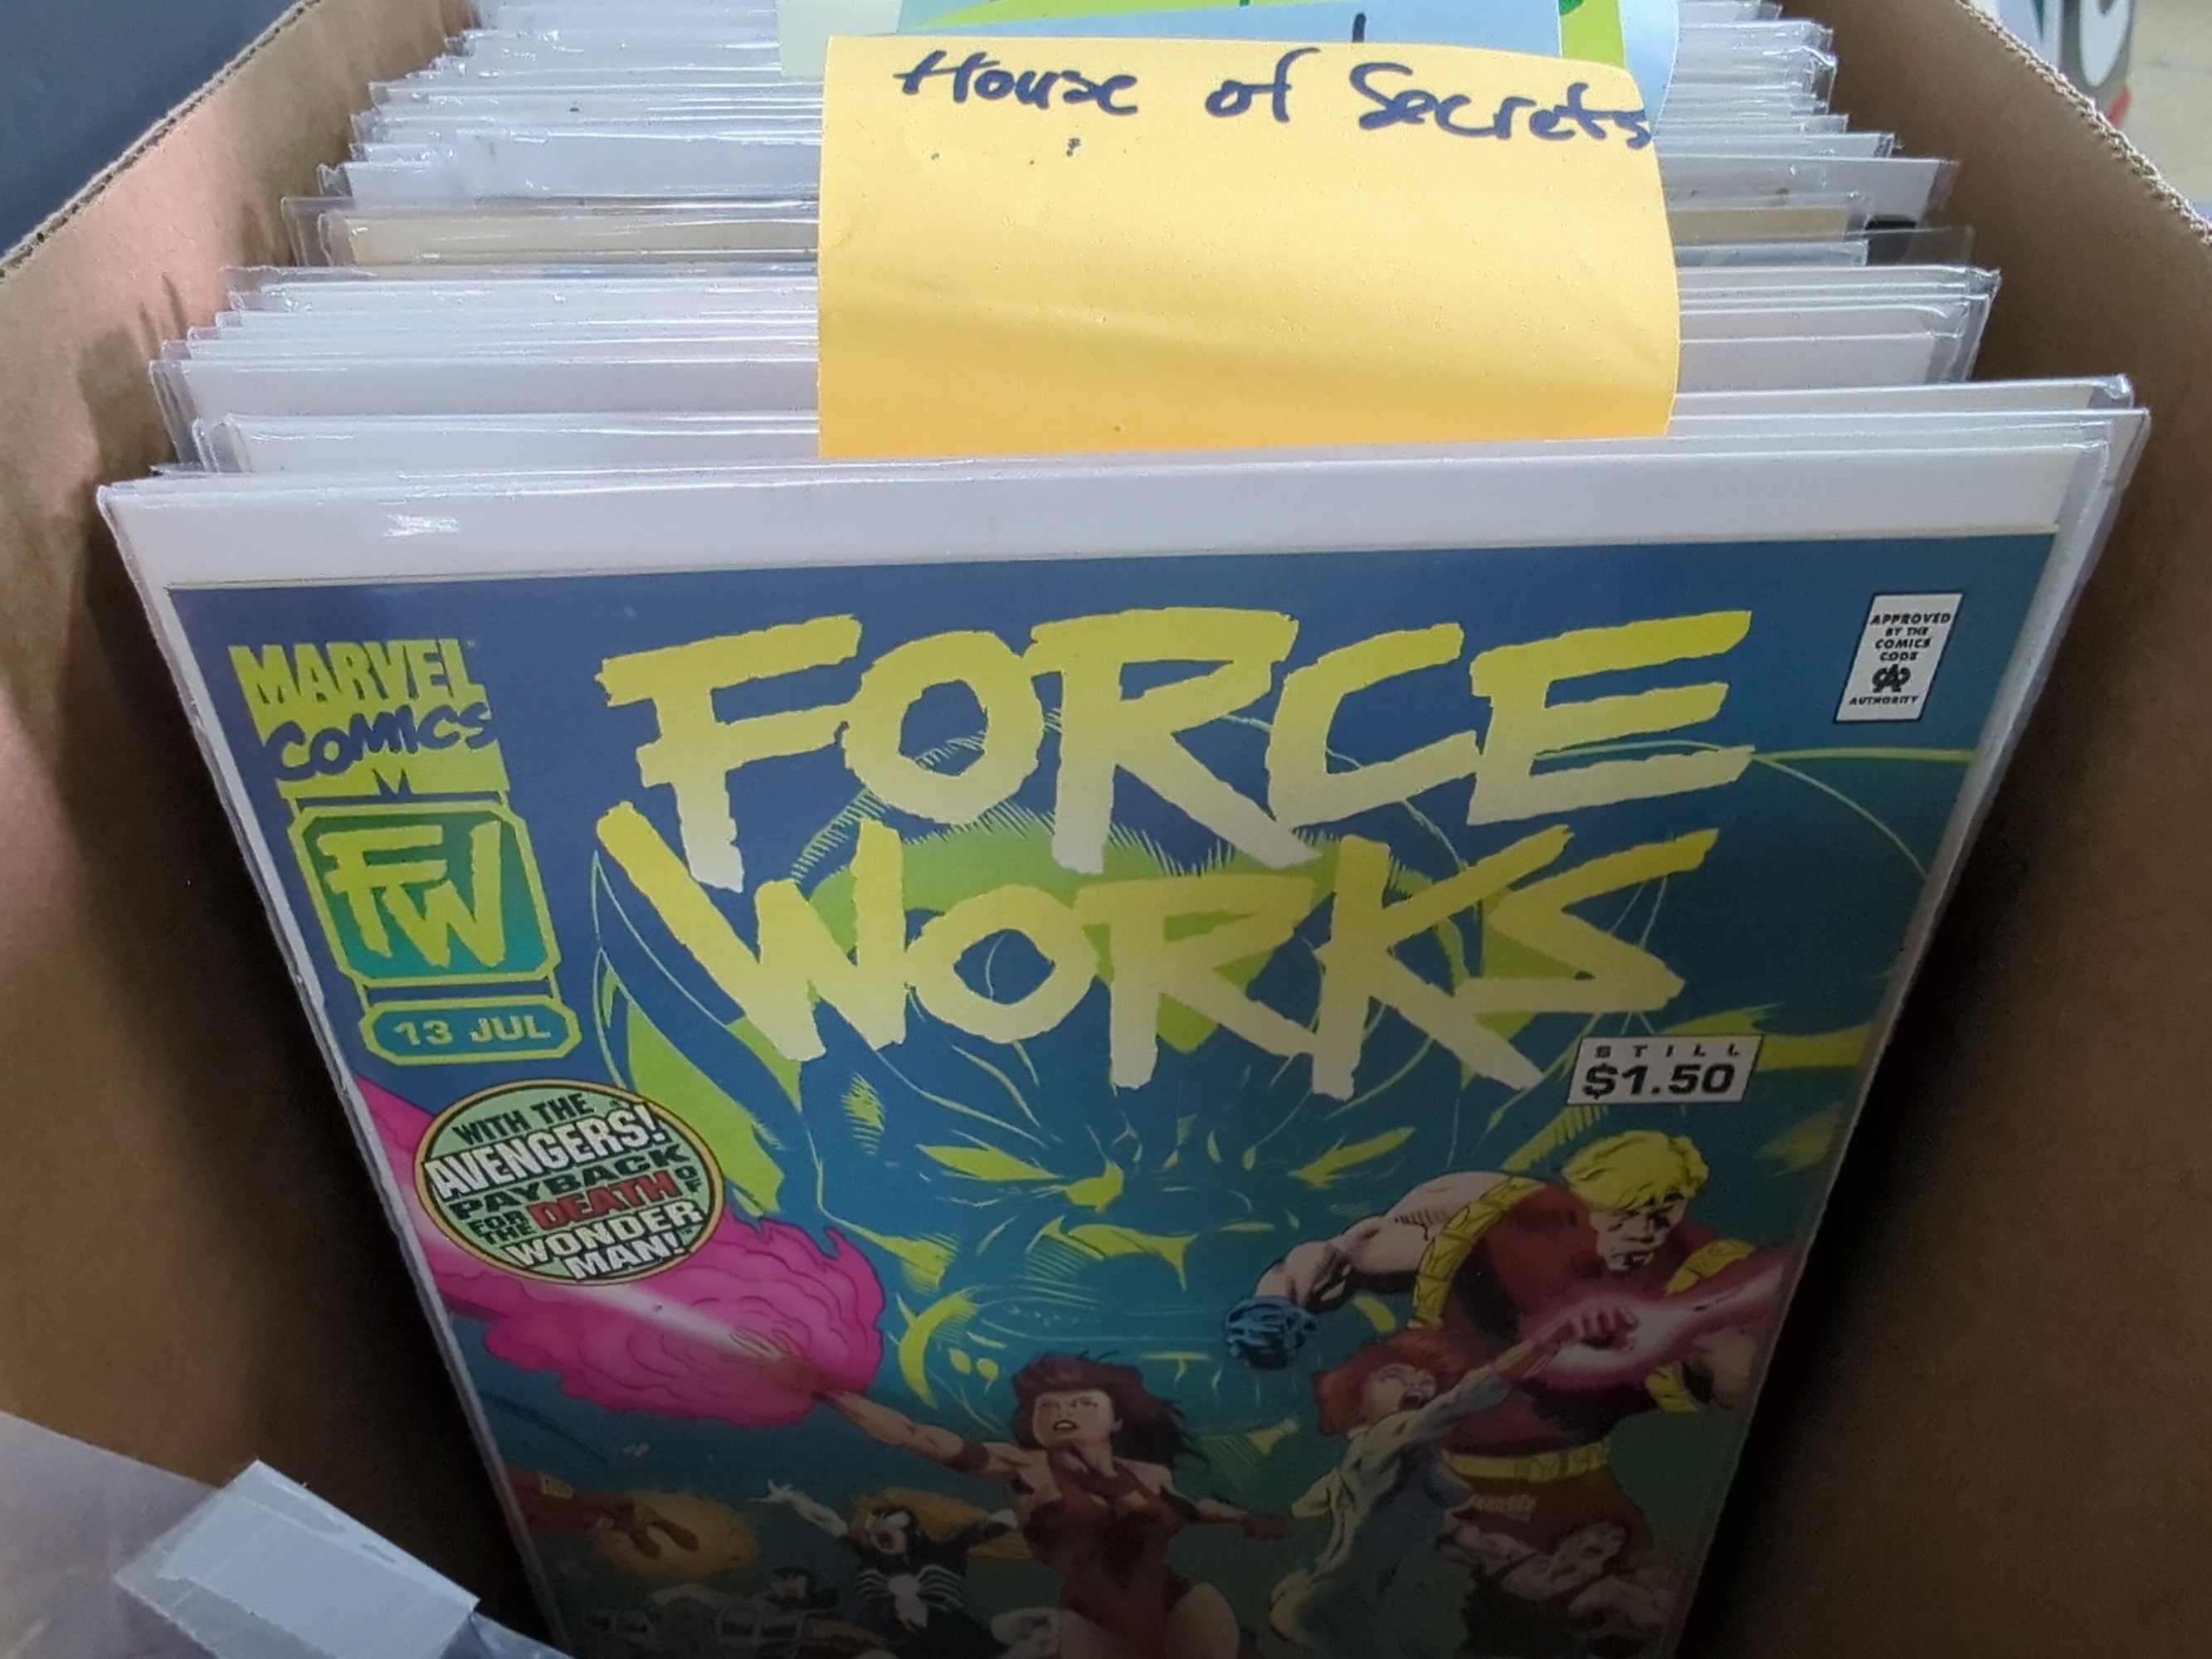 House of Secrets
MARVEL
COMICS
FORCE
WORKS
APPROVED
BY THE
COMICS
CODE
CA
AUTHORITY
FW
13 JUL
STILL
$1.50
WITH THE
AVENGERS!
PAYBACK
FOR THE DEATH OF
WONDER
MAN!